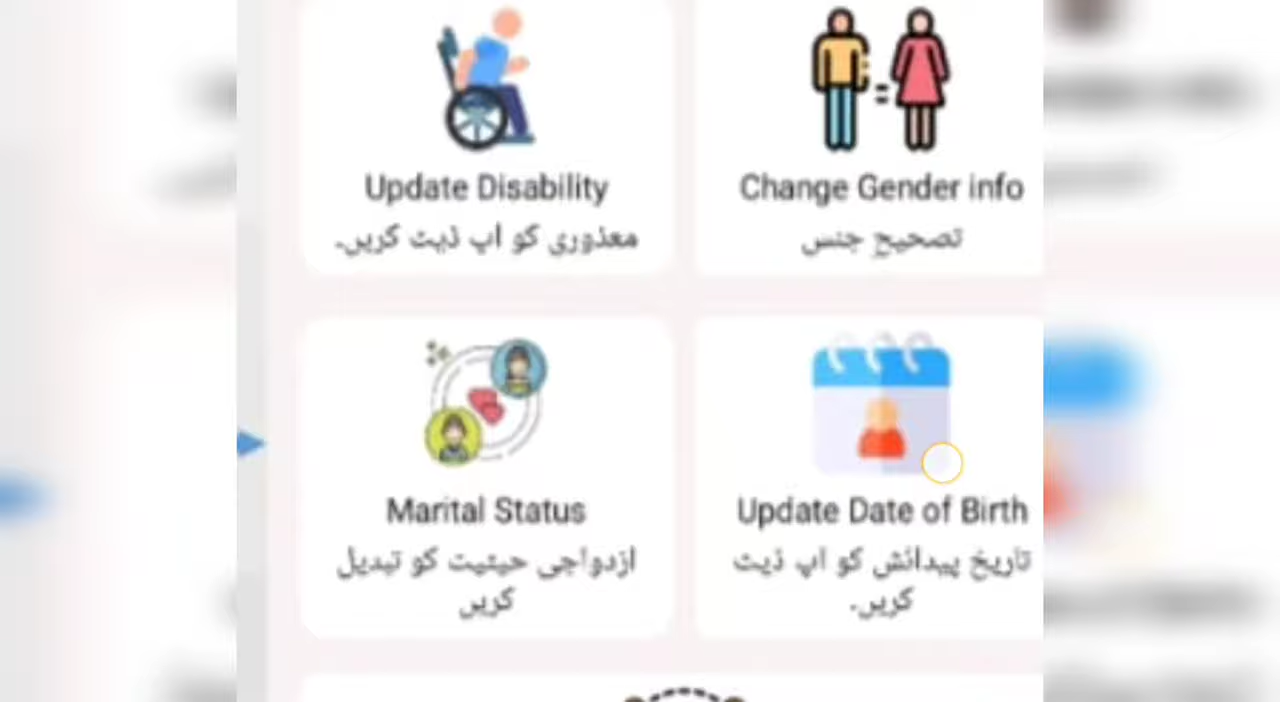 Update Disability
معذوری کو اپ ڈیٹ کریں۔
Change Gender info
تصحیح جنس
Marital Status
ازدواجی حیثیت کو تبدیل
کریں
Update Date of Birth
تاریخ پیدائش کو اپ ڈیٹ
کریں۔